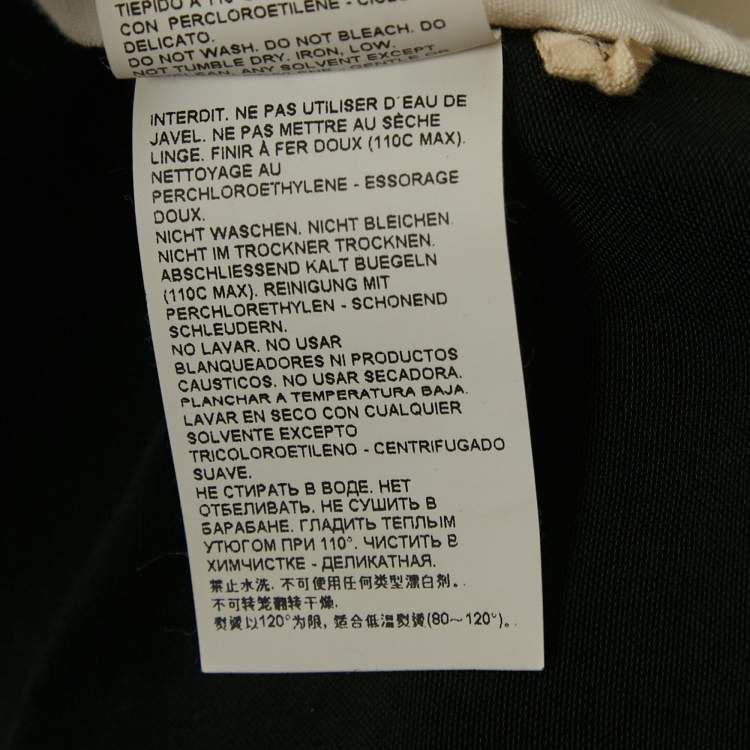 TIEPIDO A 110
CON PERCLOROETILENE - CICLO
DELICATO.
DO NOT WASH. DO NOT BLEACH. DO
NOT TUMBLE DRY. IRON, LOW.
CLEAN, ANY SOLVENT EXCEPT
INTERDIT. NE PAS UTILISER D'EAU DE
JAVEL. NE PAS METTRE AU SÈCHE
LINGE. FINIR À FER DOUX (110C MAX).
NETTOYAGE AU
PERCHLOROETHYLENE - ESSORAGE
DOUX.
NICHT WASCHEN. NICHT BLEICHEN.
NICHT IM TROCKNER TROCKNEN.
ABSCHLIESSEND KALT BUEGELN
(110C MAX). REINIGUNG MIT
PERCHLORETHYLEN - SCHONEND
SCHLEUDERN.
NO LAVAR. NO USAR
BLANQUEADORES NI PRODUCTOS
CAUSTICOS. NO USAR SECADORA.
PLANCHAR A TEMPERATURA BAJA.
LAVAR EN SECO CON CUALQUIER
SOLVENTE EXCEPTO
TRICOLOROETILENO - CENTRIFUGADO
SUAVE.
НЕ СТИРАТЬ В ВОДЕ. НЕТ
ОТБЕЛИВАТЬ. НЕ СУШИТЬ В
БАРАБАНЕ. ГЛАДИТЬ ТЕПЛЫМ
УТЮГОМ ПРИ 110°. ЧИСТИТЬ В
ХИМЧИСТКЕ - ДЕЛИКАТНАЯ.
禁止水洗. 不可使用任何类型漂白剂。.
不可转笼翻转干燥.
熨烫以120°为限, 适合低温熨烫(80~120°)。.